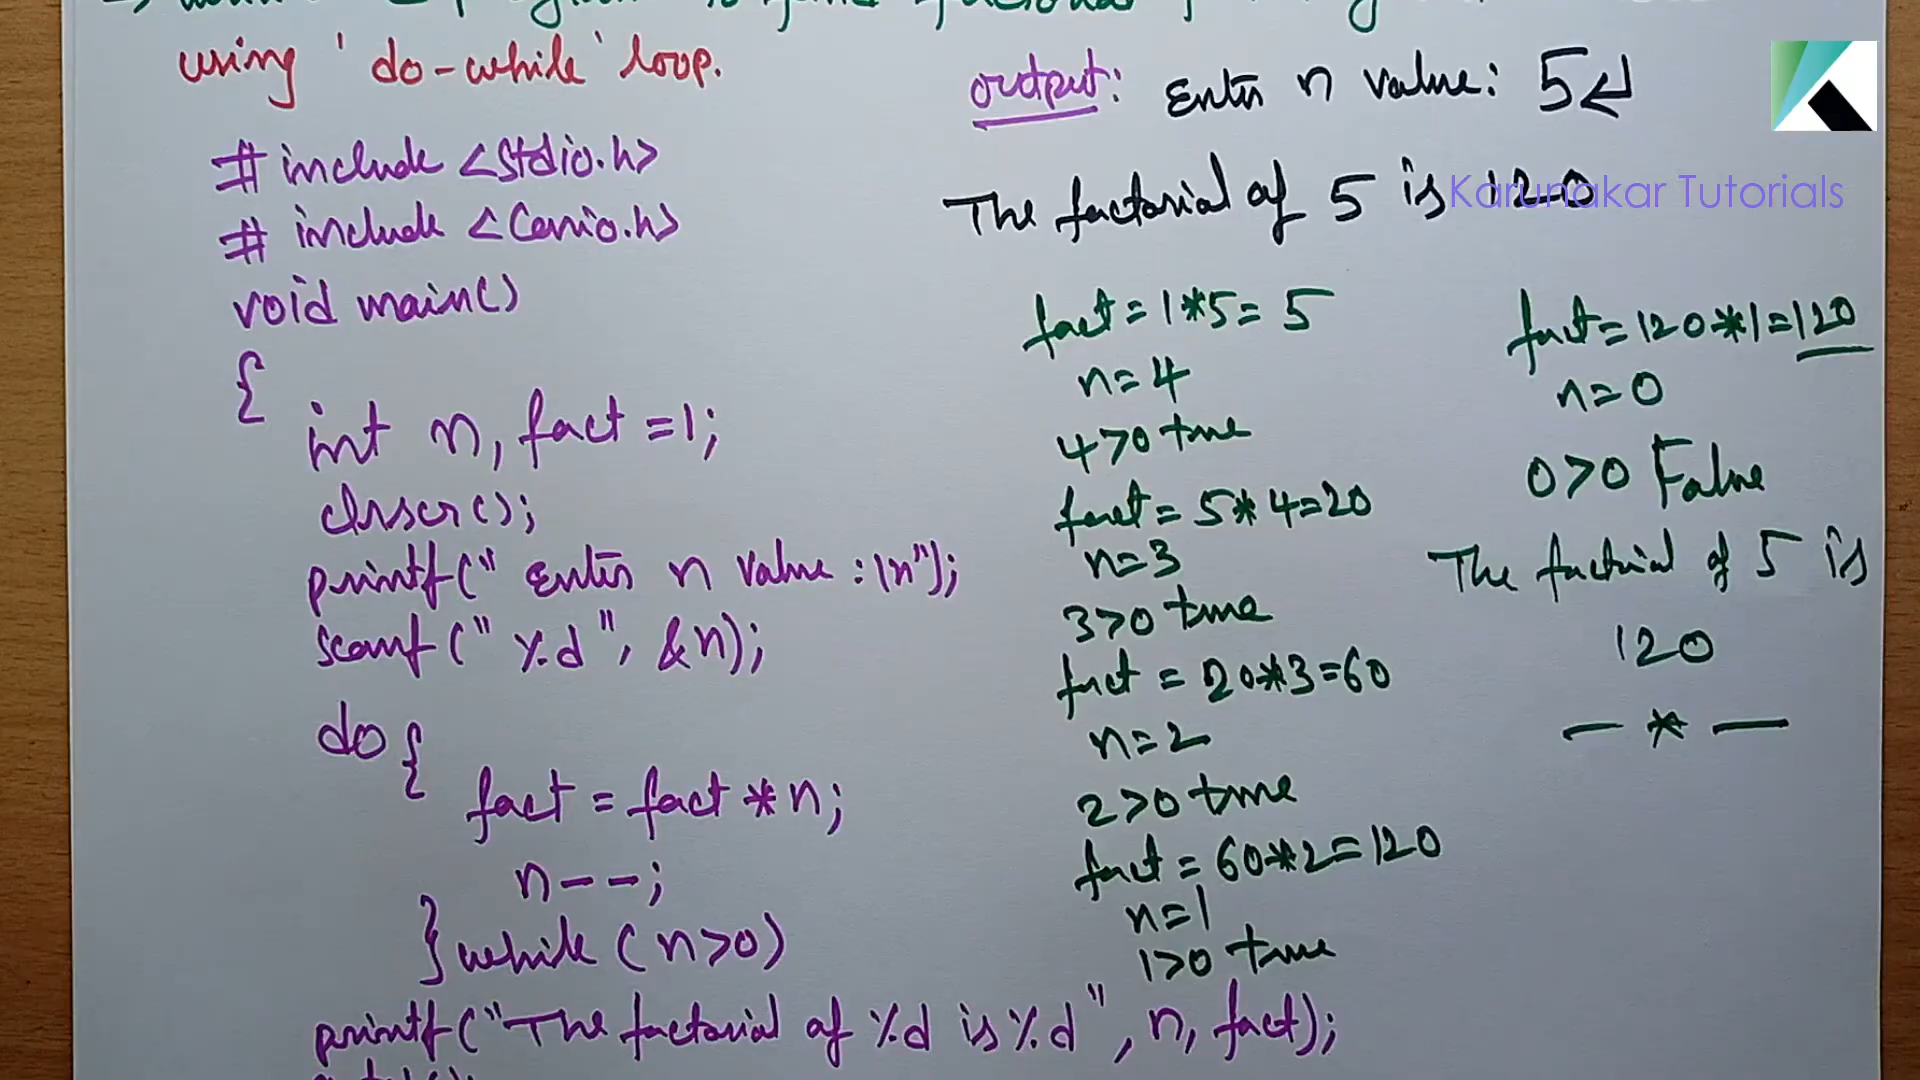 using 'do-while' loop.
# include <stdio.h>
# include <Conio.h>
void main()
{
int n, fact =1;
clrscr();
printf(" Enter n value :\n");
scanf(" %d", &n);
do {
fact = fact * n;
n--;
} while (n>0)
printf("The factorial of %d is %d", n, fact);
output: Enter n value: 5↵
The factorial of 5 is 120
Karunakar Tutorials
fact = 1*5= 5
n=4
4>0 true
fact = 5*4=20
n=3
3>0 true
fact = 20*3=60
n=2
2>0 true
fact = 60*2=120
n=1
1>0 true
fact=120*1=120
n=0
0>0 False
The factorial of 5 is
120
— * —